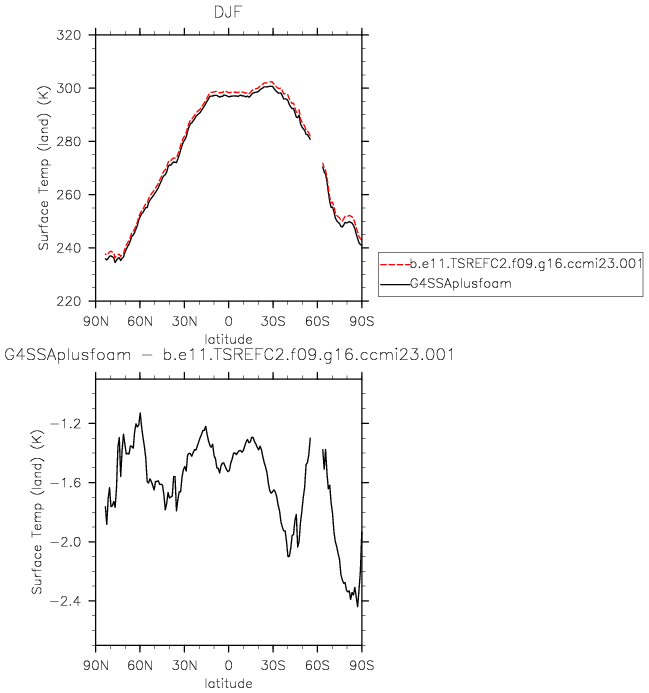 DJF
320
300
280
260
240
220
Surface Temp (land) (K)
90N 60N 30N 0 30S 60S 90S
latitude
b.e11.TSREFC2.f09.g16.ccmi23.001
G4SSAplusfoam
G4SSAplusfoam − b.e11.TSREFC2.f09.g16.ccmi23.001
−1.2
−1.6
−2.0
−2.4
Surface Temp (land) (K)
90N 60N 30N 0 30S 60S 90S
latitude